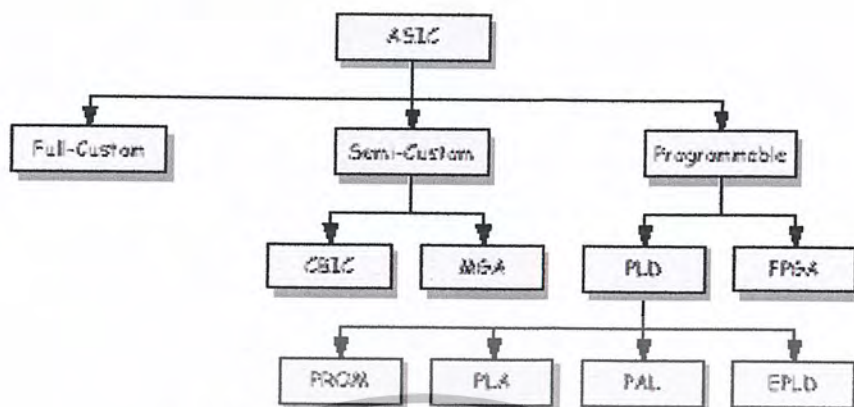 ASIC
Full-Custom
Semi-Custom
Programmable
CBIC
MGA
PLD
FPGA
PROM
PLA
PAL
EPLD